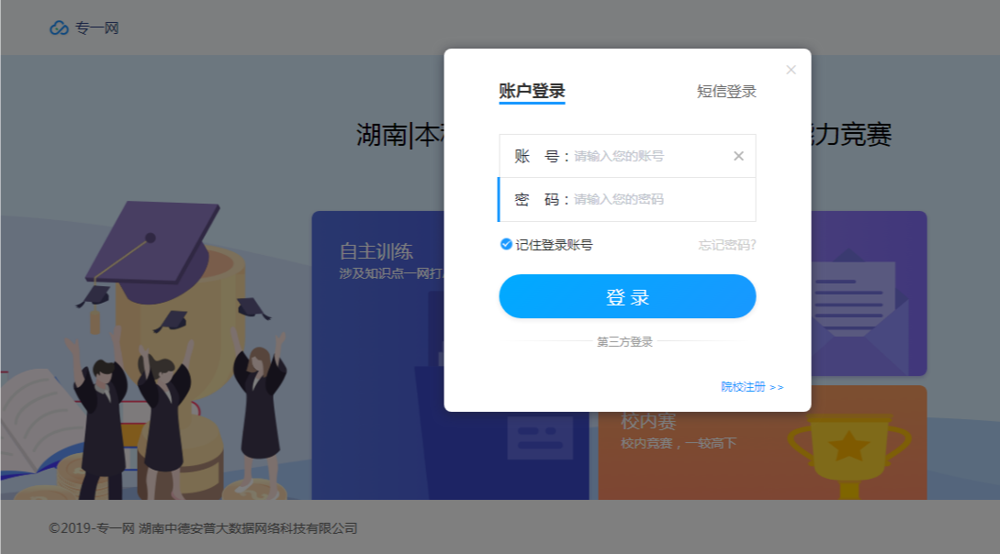 专一网
账户登录 短信登录
湖南|本 力竞赛
账 号：请输入您的账号
密 码：请输入您的密码
记住登录账号 忘记密码?
自主训练
涉及知识点一网打
登 录
第三方登录
院校注册 >>
校内赛
校内竞赛，一较高下
©2019-专一网 湖南中德安普大数据网络科技有限公司